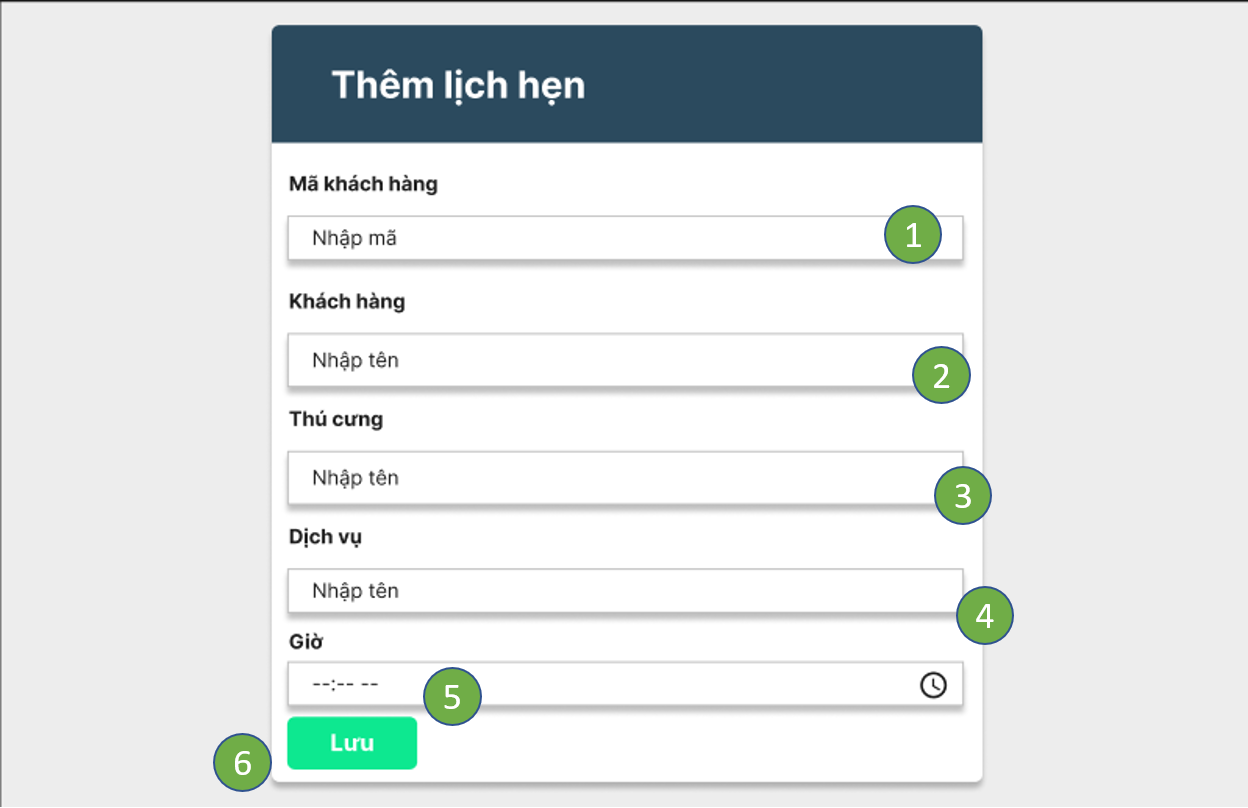 Thêm lịch hẹn
Mã khách hàng
Nhập mã
1
Khách hàng
Nhập tên
2
Thú cưng
Nhập tên
3
Dịch vụ
Nhập tên
4
Giờ
--:-- --
5
Lưu
6